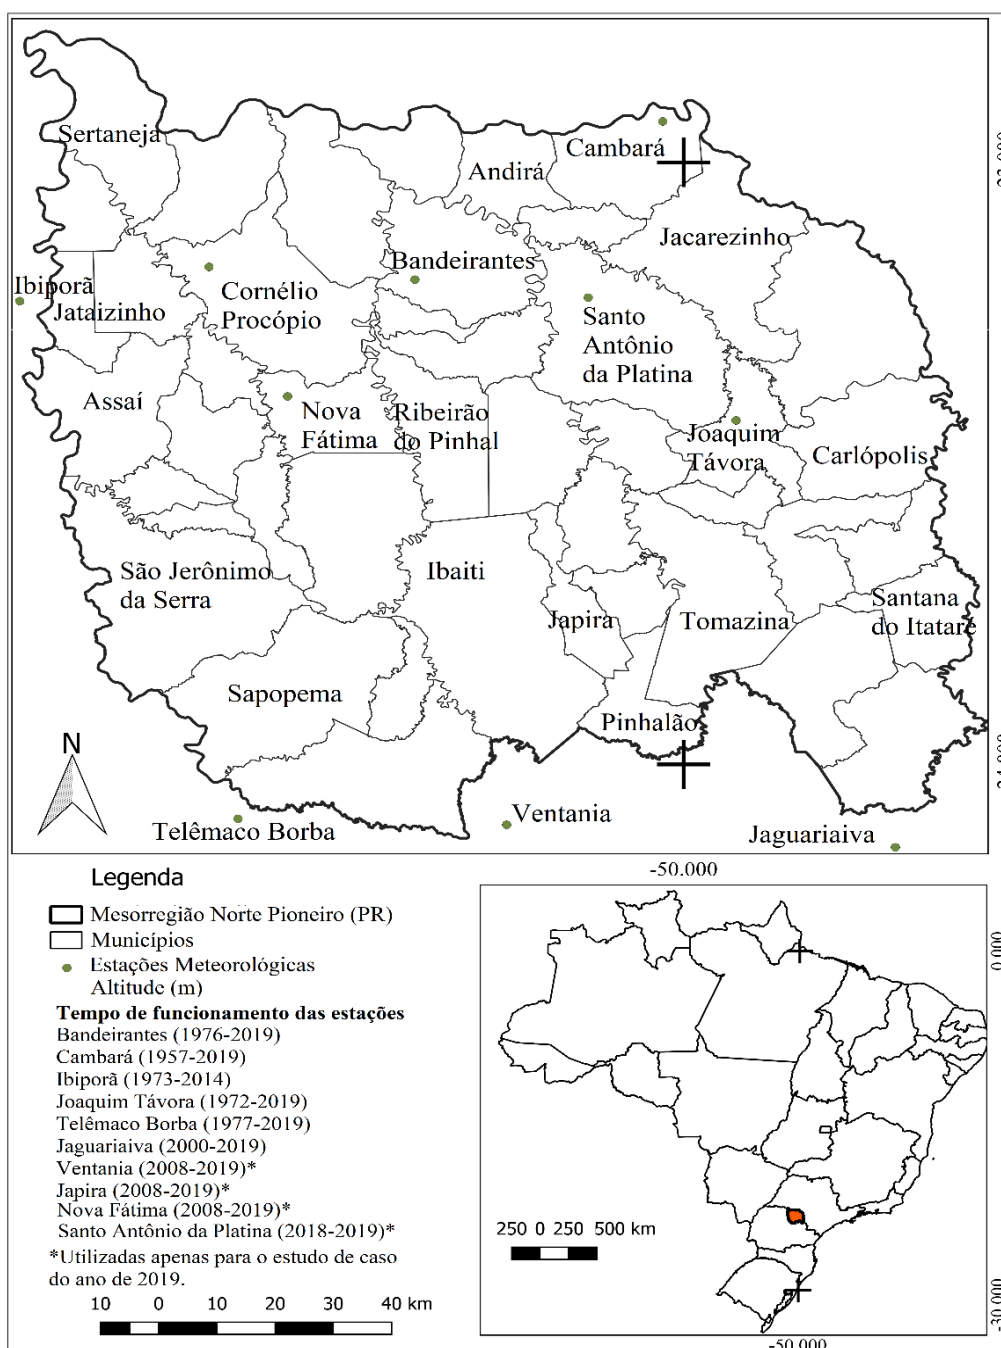 Sertaneja
Cambará
Andirá
Jacarezinho
Bandeirantes
Ibiporã
Jataizinho
Cornélio
Procópio
Santo
Antônio
da Platina
Assaí
Nova
Fátima
Ribeirão
do Pinhal
Joaquim
Távora
Carlópolis
São Jerônimo
da Serra
Ibaiti
Japira
Tomazina
Santana
do Itararé
Sapopema
Pinhalão
N
Telêmaco Borba
Ventania
Jaguariaiva
-50.000
Legenda
Mesorregião Norte Pioneiro (PR)
Municípios
Estações Meteorológicas
Altitude (m)
Tempo de funcionamento das estações
Bandeirantes (1976-2019)
Cambará (1957-2019)
Ibiporã (1973-2014)
Joaquim Távora (1972-2019)
Telêmaco Borba (1977-2019)
Jaguariaiva (2000-2019)
Ventania (2008-2019)*
Japira (2008-2019)*
Nova Fátima (2008-2019)*
Santo Antônio da Platina (2018-2019)*
*Utilizadas apenas para o estudo de caso
do ano de 2019.
10 0 10 20 30 40 km
250 0 250 500 km
0.000
-30.000
-50.000